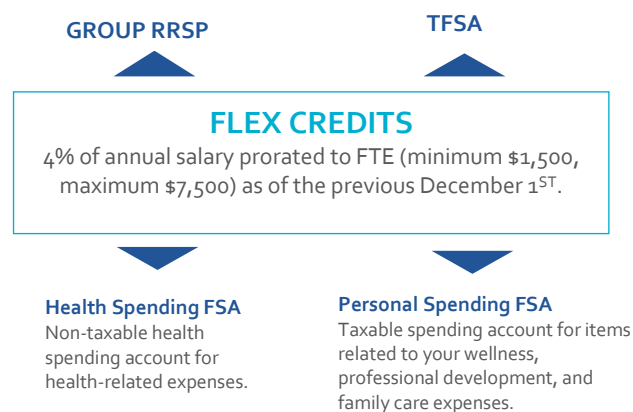 GROUP RRSP
TFSA
FLEX CREDITS
4% of annual salary prorated to FTE (minimum $1,500,
maximum $7,500) as of the previous December 1ST.
Health Spending FSA
Non-taxable health
spending account for
health-related expenses.
Personal Spending FSA
Taxable spending account for items
related to your wellness,
professional development, and
family care expenses.